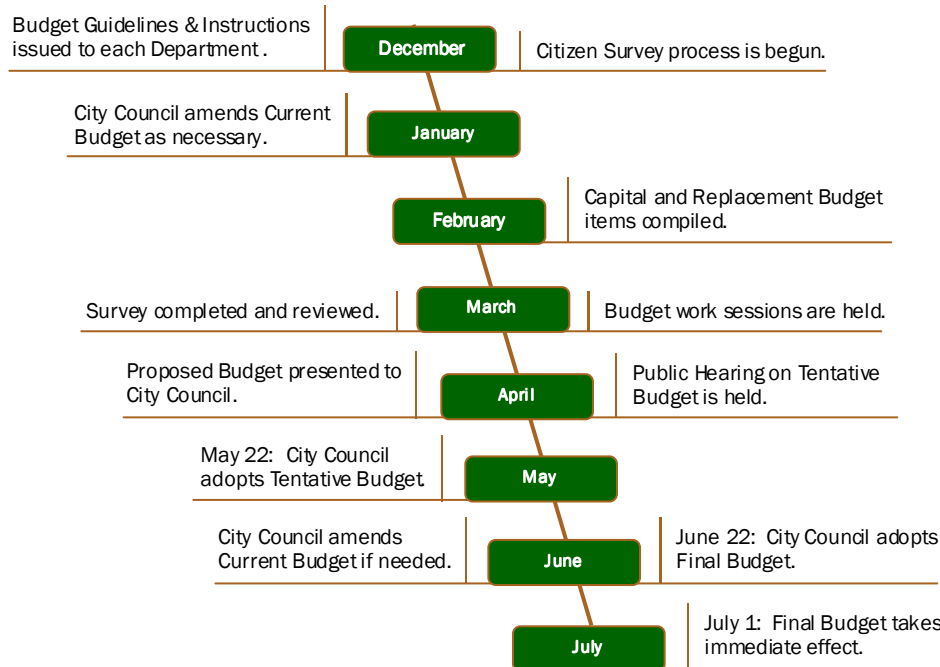 Budget Guidelines & Instructions
issued to each Department .
December
Citizen Survey process is begun.
City Council amends Current
Budget as necessary.
January
February
Capital and Replacement Budget
items compiled.
Survey completed and reviewed.
March
Budget work sessions are held.
Proposed Budget presented to
City Council.
April
Public Hearing on Tentative
Budget is held.
May 22: City Council
adopts Tentative Budget.
May
City Council amends
Current Budget if needed.
June
June 22: City Council adopts
Final Budget.
July
July 1: Final Budget takes
immediate effect.